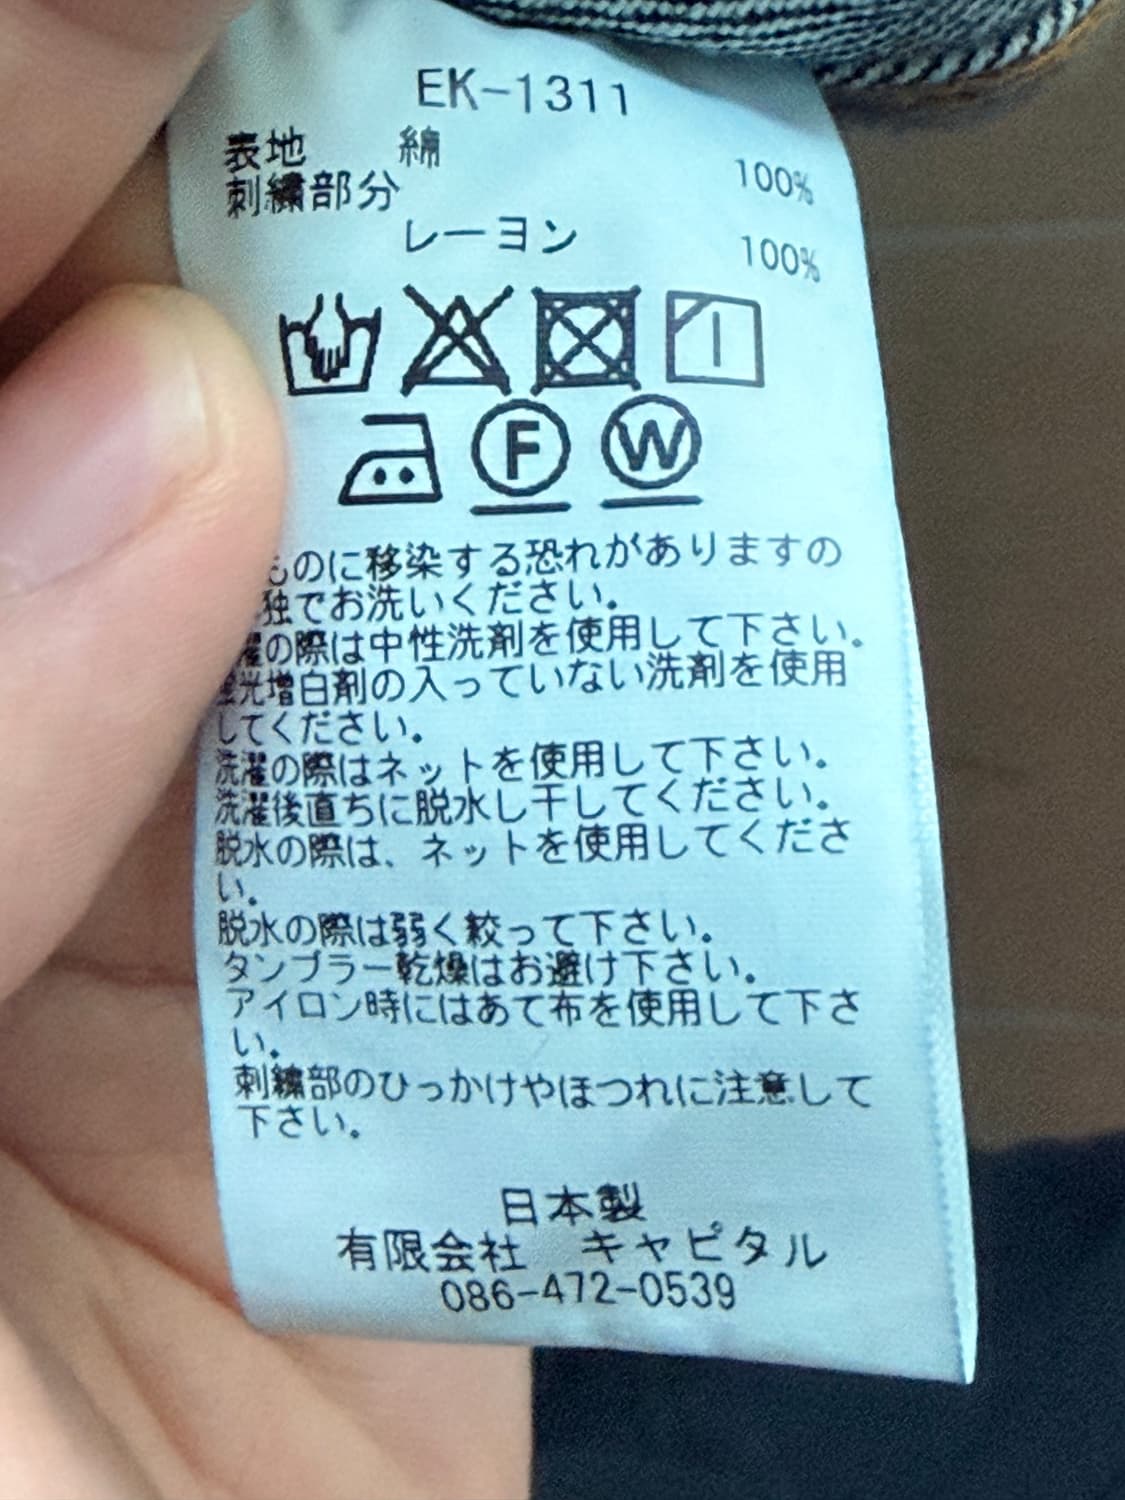 EK-1311
表地 綿 100%
刺繍部分
レーヨン 100%
F W
ものに移染する恐れがありますの
独でお洗いください。
濯の際は中性洗剤を使用して下さい。
光増白剤の入っていない洗剤を使用
してください。
洗濯の際はネットを使用して下さい。
洗濯後直ちに脱水し干してください。
脱水の際は、ネットを使用してくださ
い。
脱水の際は弱く絞って下さい。
タンブラー乾燥はお避け下さい。
アイロン時にはあて布を使用して下さ
い。
刺繍部のひっかけやほつれに注意して
下さい。
日本製
有限会社 キャピタル
086-472-0539